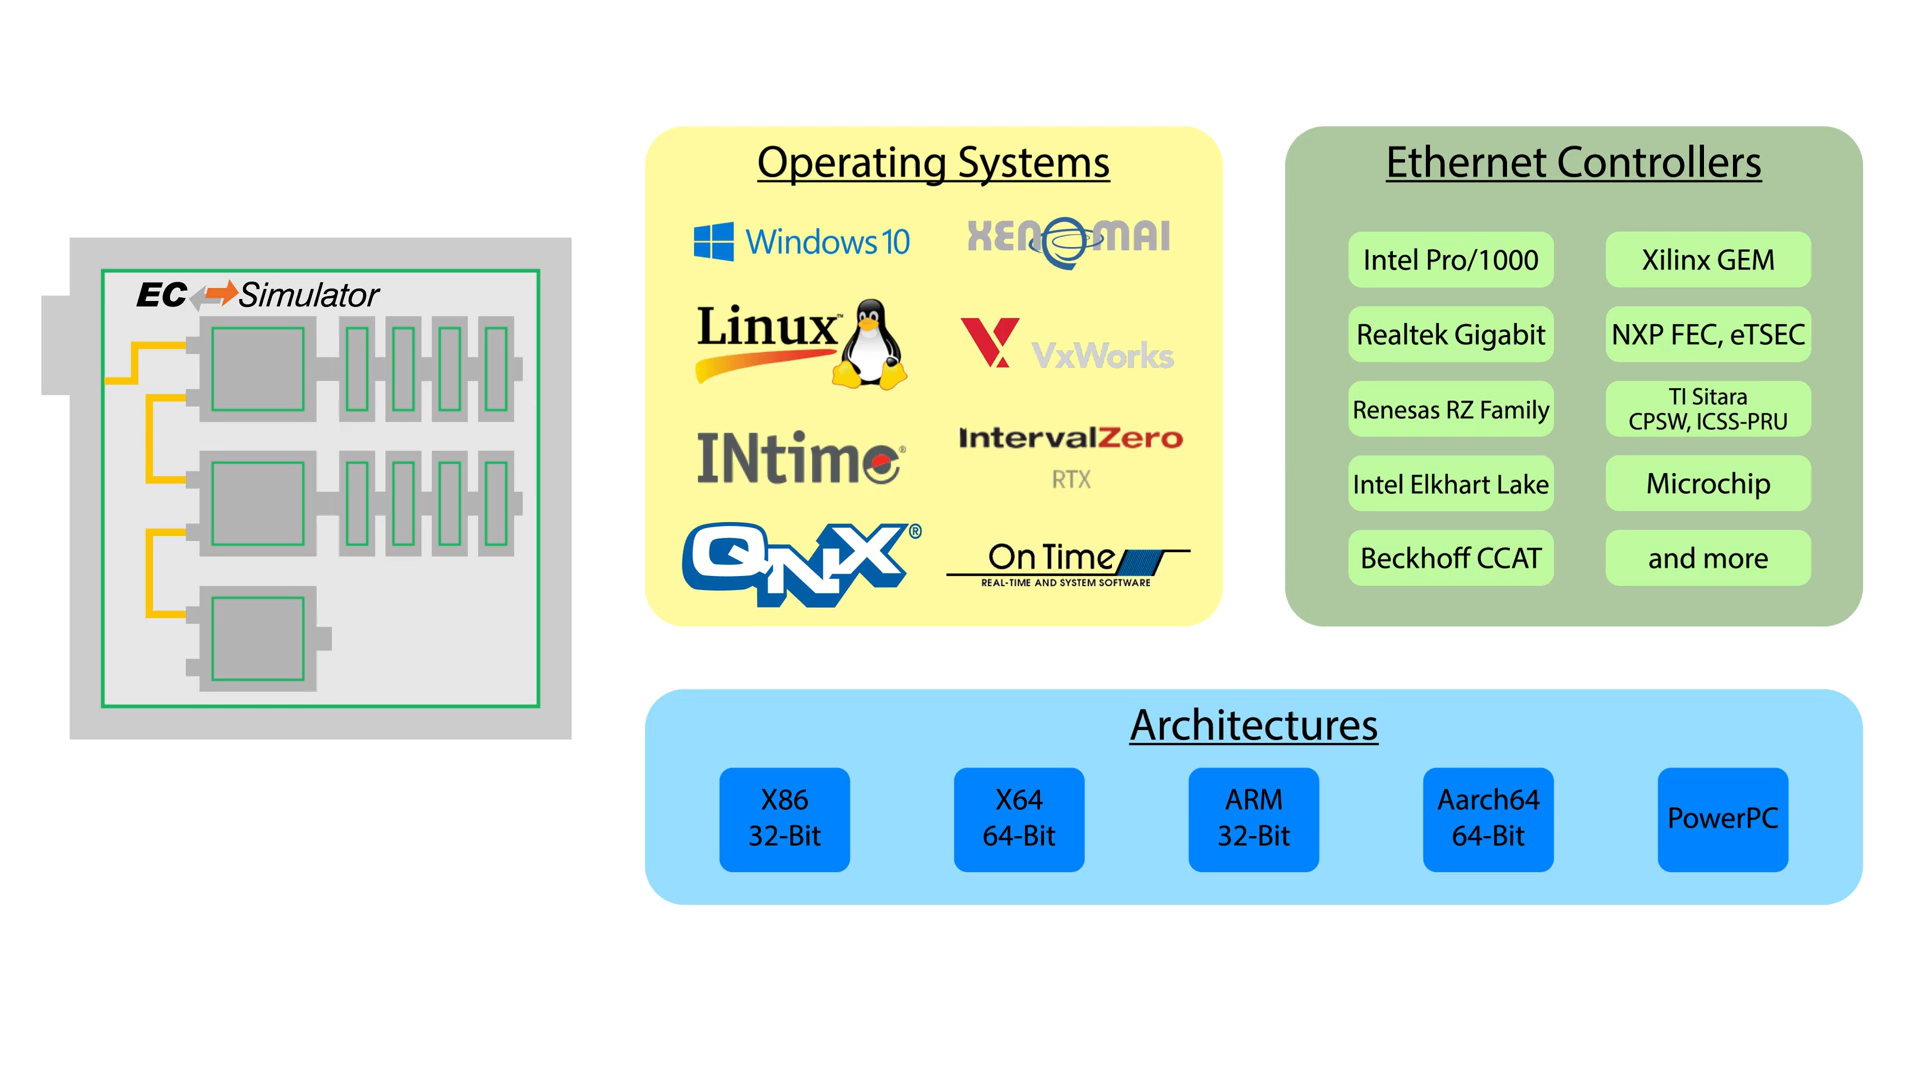 EC Simulator
Operating Systems
Windows 10
XENOMAI
Linux™
VxWorks
INtime®
IntervalZero
RTX
QNX®
On Time
REAL-TIME AND SYSTEM SOFTWARE
Ethernet Controllers
Intel Pro/1000
Xilinx GEM
Realtek Gigabit
NXP FEC, eTSEC
Renesas RZ Family
TI Sitara
CPSW, ICSS-PRU
Intel Elkhart Lake
Microchip
Beckhoff CCAT
and more
Architectures
X86
32-Bit
X64
64-Bit
ARM
32-Bit
Aarch64
64-Bit
PowerPC